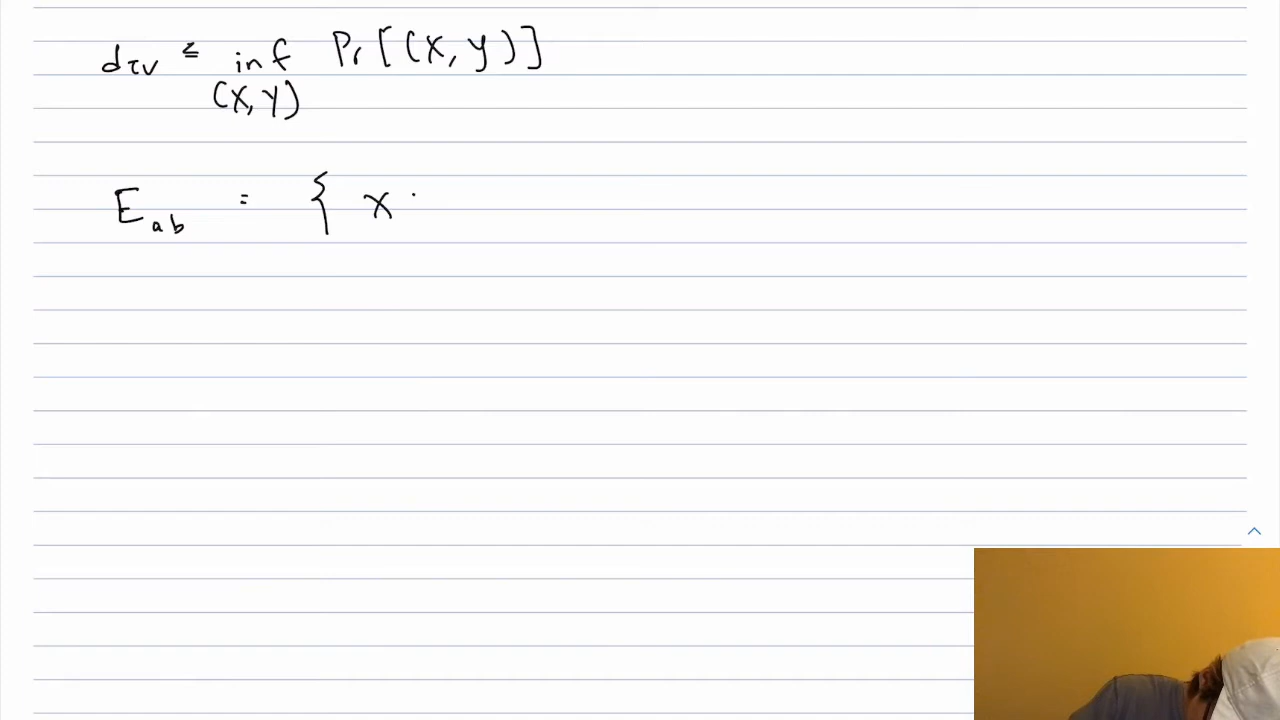 d_TV ≤ inf Pr[(X, Y)]
(X, Y)
E_ab = { X ·